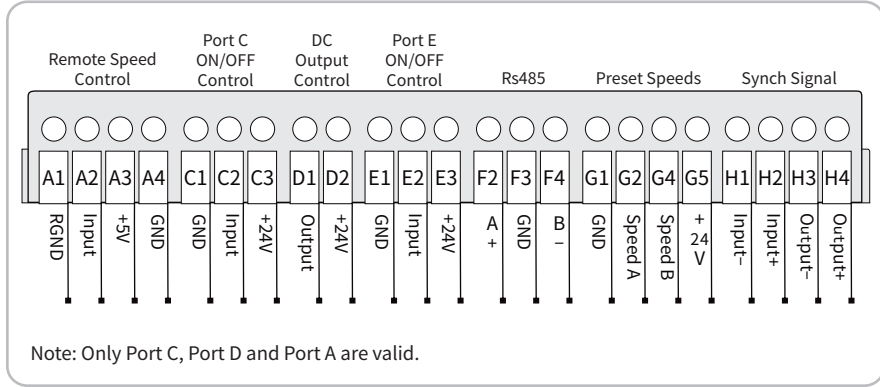 Remote Speed
Control
Port C
ON/OFF
Control
DC
Output
Control
Port E
ON/OFF
Control
Rs485
Preset Speeds
Synch Signal
A1 A2 A3 A4 C1 C2 C3 D1 D2 E1 E2 E3 F2 F3 F4 G1 G2 G4 G5 H1 H2 H3 H4
RGND
Input
+5V
GND
GND
Input
+24V
Output
+24V
GND
Input
+24V
A
+
GND
B
–
GND
Speed A
Speed B
+
24
V
Input–
Input+
Output–
Output+
Note: Only Port C, Port D and Port A are valid.